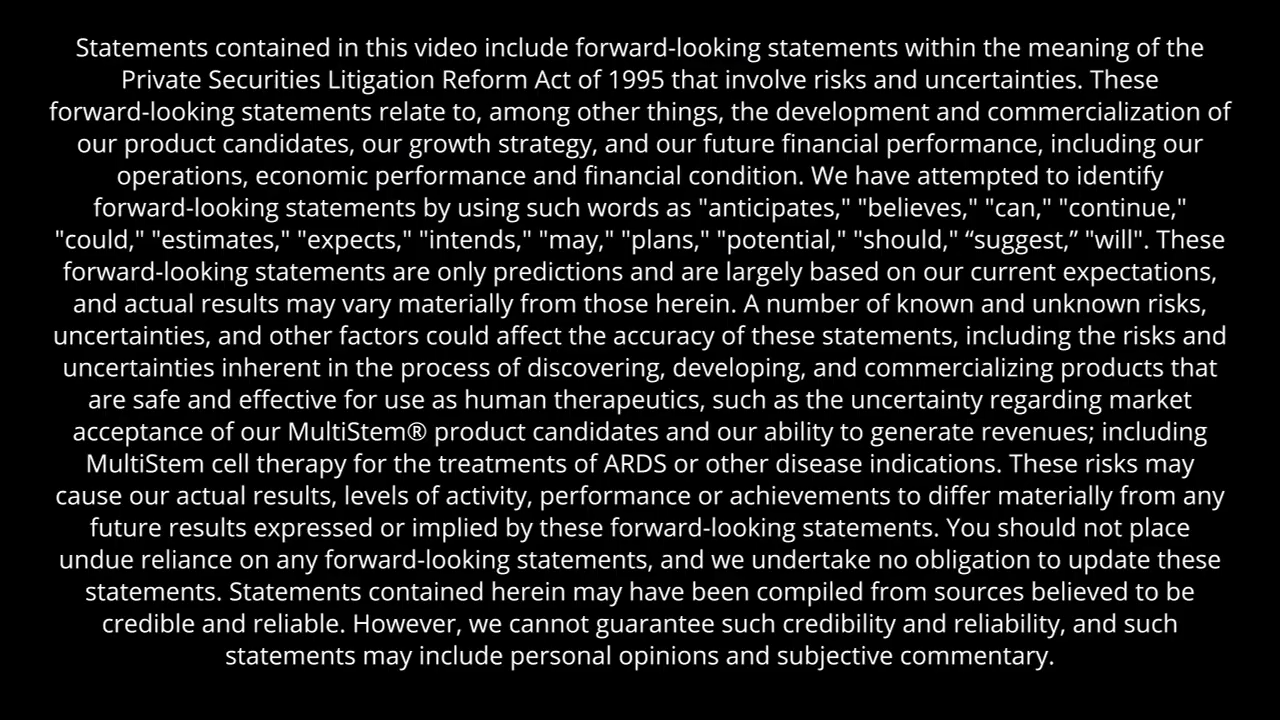 Statements contained in this video include forward-looking statements within the meaning of the
Private Securities Litigation Reform Act of 1995 that involve risks and uncertainties. These
forward-looking statements relate to, among other things, the development and commercialization of
our product candidates, our growth strategy, and our future financial performance, including our
operations, economic performance and financial condition. We have attempted to identify
forward-looking statements by using such words as "anticipates," "believes," "can," "continue,"
"could," "estimates," "expects," "intends," "may," "plans," "potential," "should," “suggest,” "will". These
forward-looking statements are only predictions and are largely based on our current expectations,
and actual results may vary materially from those herein. A number of known and unknown risks,
uncertainties, and other factors could affect the accuracy of these statements, including the risks and
uncertainties inherent in the process of discovering, developing, and commercializing products that
are safe and effective for use as human therapeutics, such as the uncertainty regarding market
acceptance of our MultiStem® product candidates and our ability to generate revenues; including
MultiStem cell therapy for the treatments of ARDS or other disease indications. These risks may
cause our actual results, levels of activity, performance or achievements to differ materially from any
future results expressed or implied by these forward-looking statements. You should not place
undue reliance on any forward-looking statements, and we undertake no obligation to update these
statements. Statements contained herein may have been compiled from sources believed to be
credible and reliable. However, we cannot guarantee such credibility and reliability, and such
statements may include personal opinions and subjective commentary.